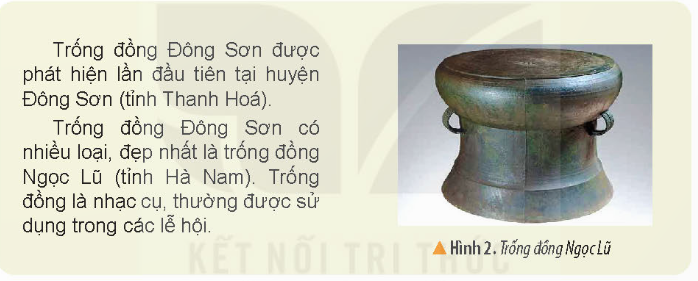 Trống đồng Đông Sơn được
phát hiện lần đầu tiên tại huyện
Đông Sơn (tỉnh Thanh Hoá).
Trống đồng Đông Sơn có
nhiều loại, đẹp nhất là trống đồng
Ngọc Lũ (tỉnh Hà Nam). Trống
đồng là nhạc cụ, thường được sử
dụng trong các lễ hội.
▲ Hình 2. Trống đồng Ngọc Lũ
KẾT NỐI TRI THỨC